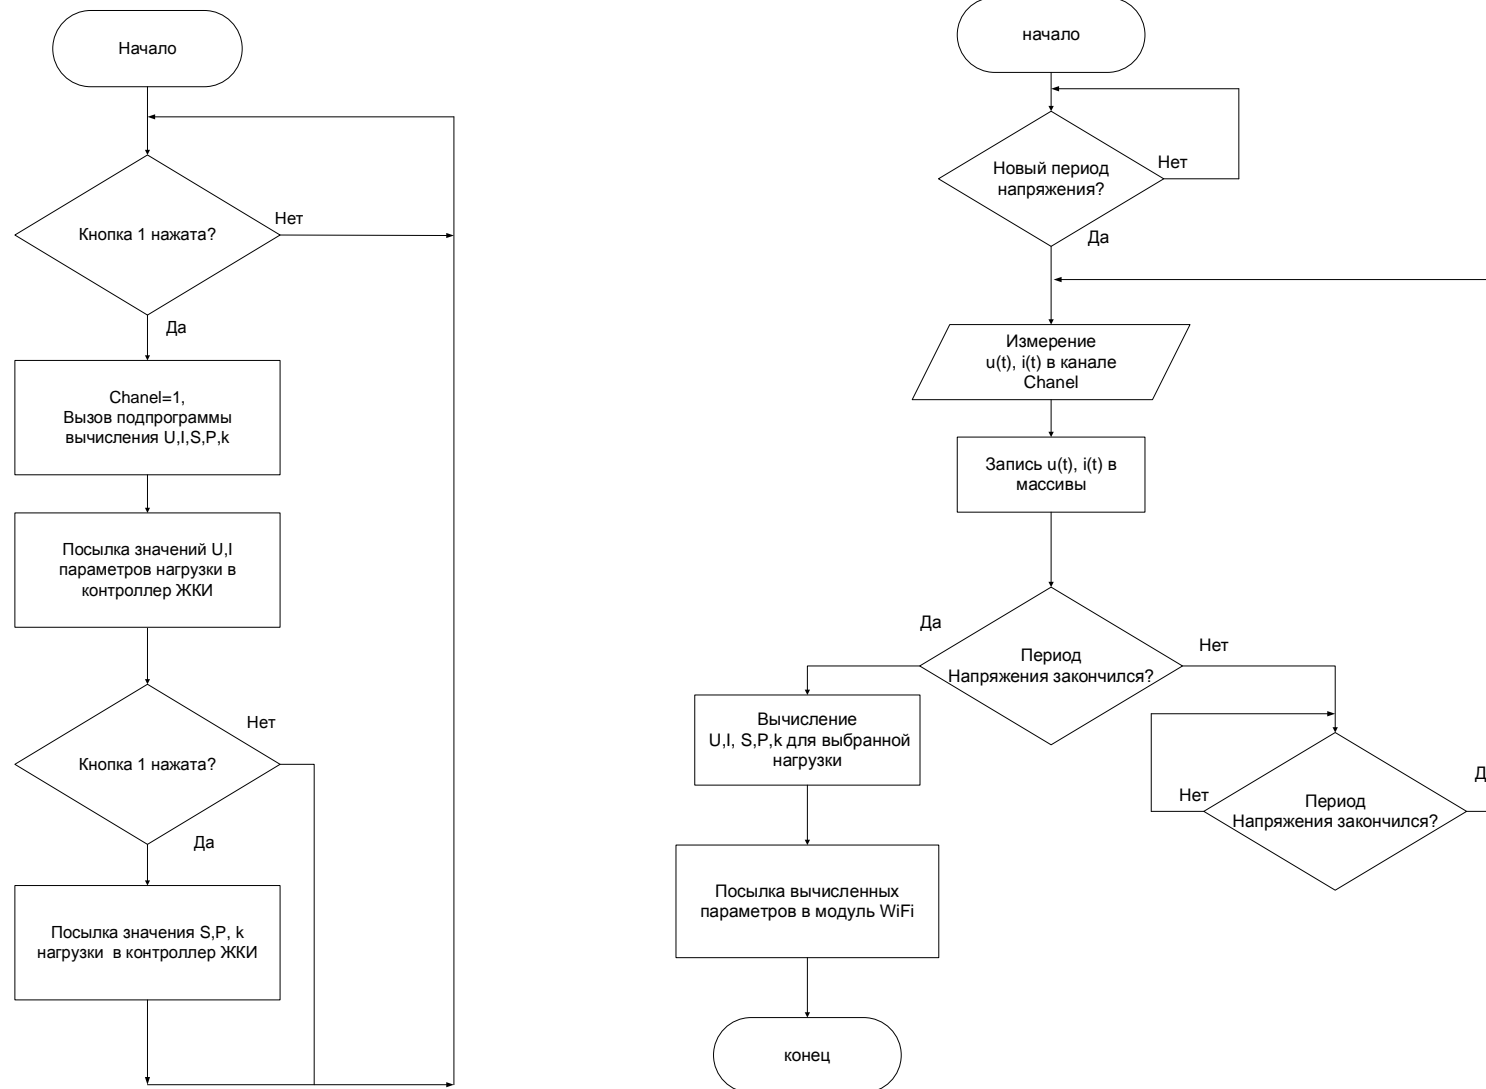 Начало
Кнопка 1 нажата?
Нет
Да
Chanel=1,
Вызов подпрограммы
вычисления U,I,S,P,k
Посылка значений U,I
параметров нагрузки в
контроллер ЖКИ
Нет
Кнопка 1 нажата?
Да
Посылка значения S,P, k
нагрузки в контроллер ЖКИ
начало
Новый период
напряжения?
Нет
Да
Измерение
u(t), i(t) в канале
Chanel
Запись u(t), i(t) в
массивы
Да
Период
Напряжения закончился?
Нет
Вычисление
U,I, S,P,k для выбранной
нагрузки
Нет
Период
Напряжения закончился?
Посылка вычисленных
параметров в модуль WiFi
конец